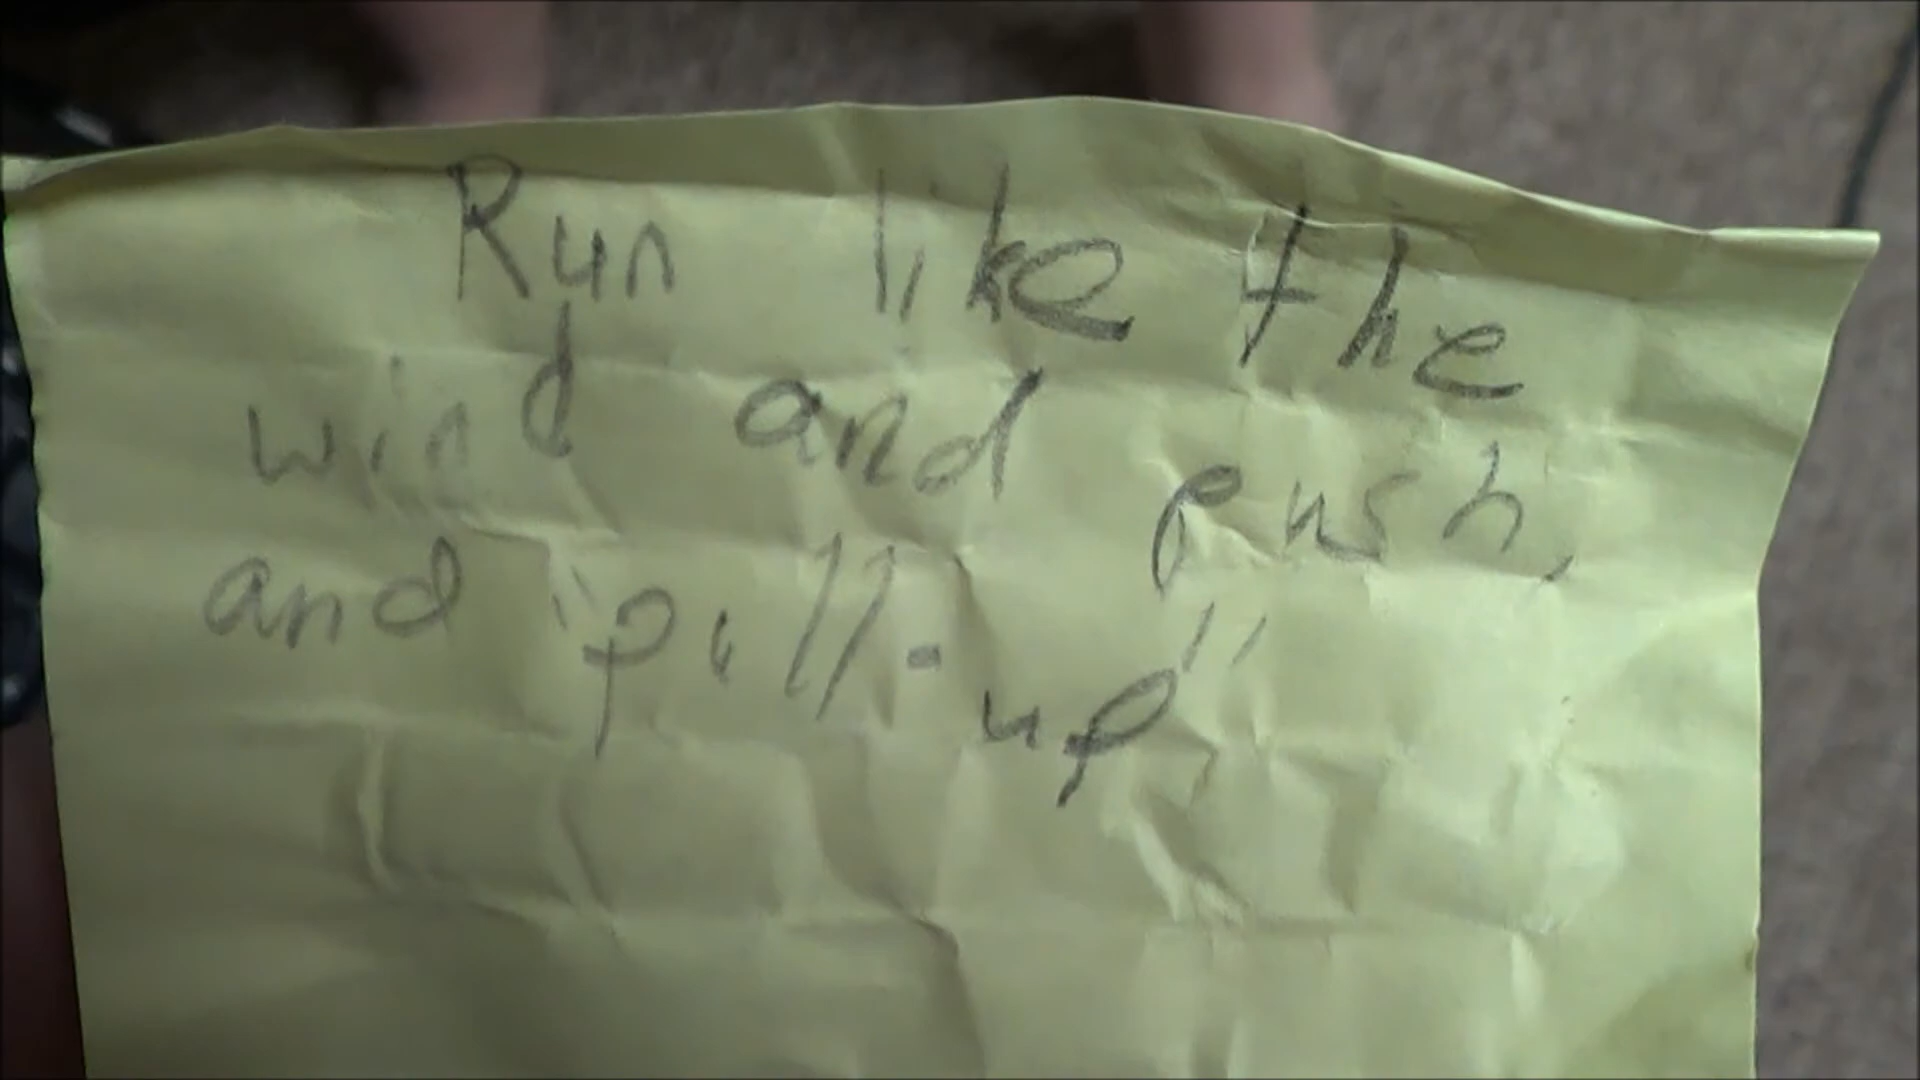 Run like the
wind and push,
and "pull-up"